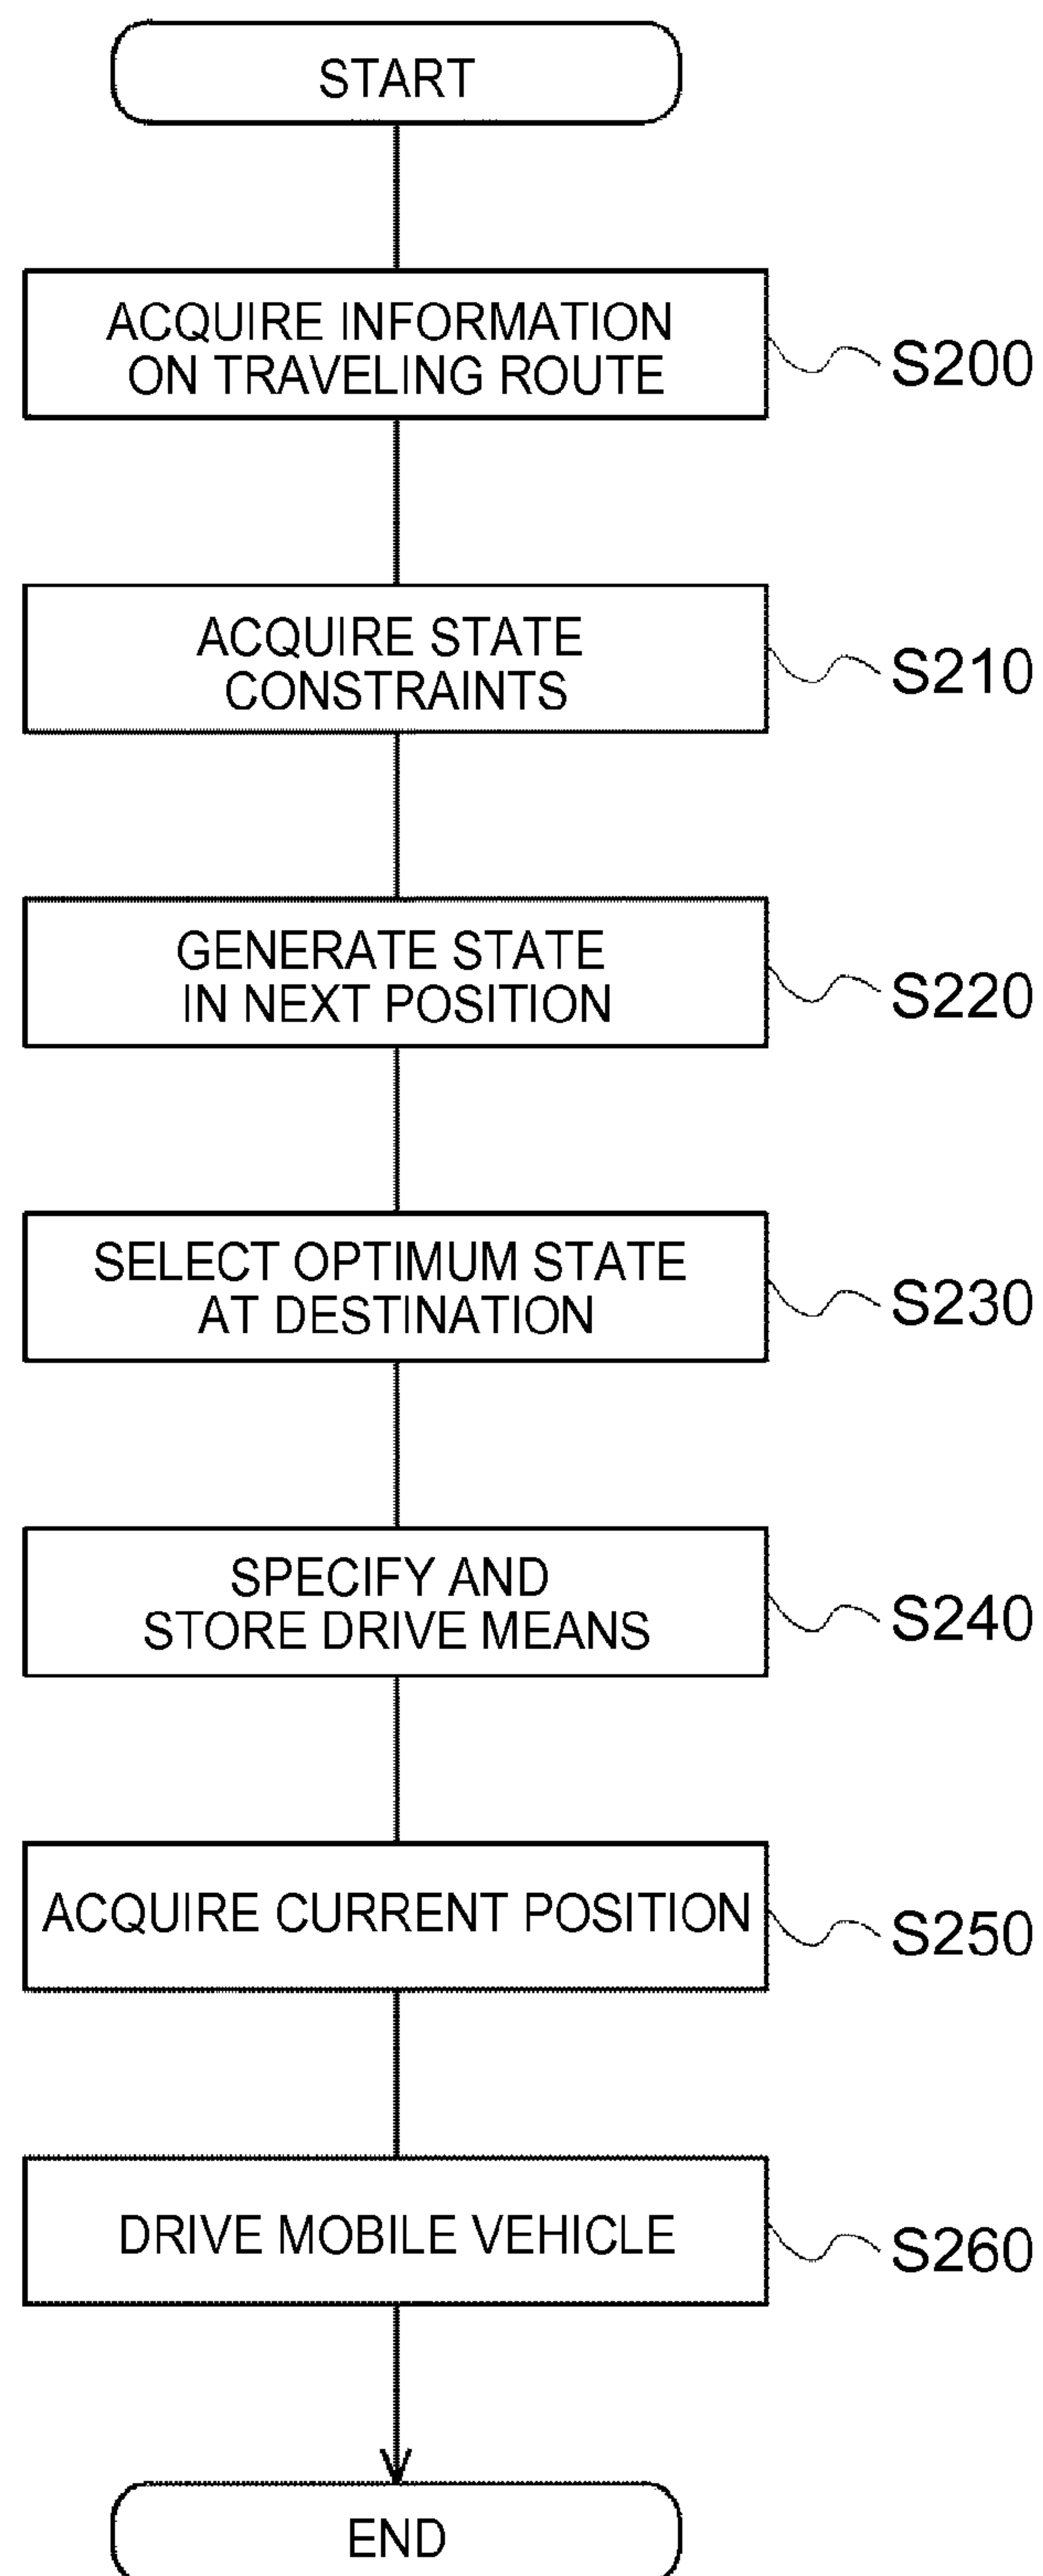 START
ACQUIRE INFORMATION
ON TRAVELING ROUTE
S200
ACQUIRE STATE
CONSTRAINTS
S210
GENERATE STATE
IN NEXT POSITION
S220
SELECT OPTIMUM STATE
AT DESTINATION
S230
SPECIFY AND
STORE DRIVE MEANS
S240
ACQUIRE CURRENT POSITION
S250
DRIVE MOBILE VEHICLE
S260
END